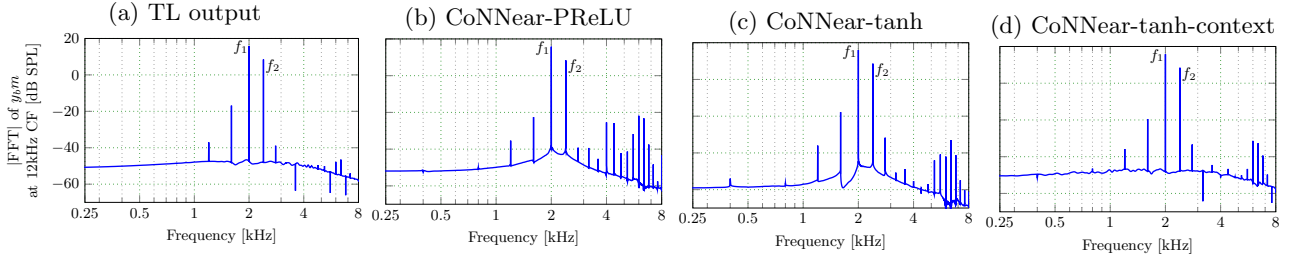 (a) TL output
|FFT| of y_bm
at 12kHz CF [dB SPL]
20
0
−20
−40
−60
f1
f2
0.25 0.5 1 2 4 8
Frequency [kHz]
(b) CoNNear-PReLU
f1
f2
0.25 0.5 1 2 4 8
Frequency [kHz]
(c) CoNNear-tanh
f1
f2
0.25 0.5 1 2 4 8
Frequency [kHz]
(d) CoNNear-tanh-context
f1
f2
0.25 0.5 1 2 4 8
Frequency [kHz]